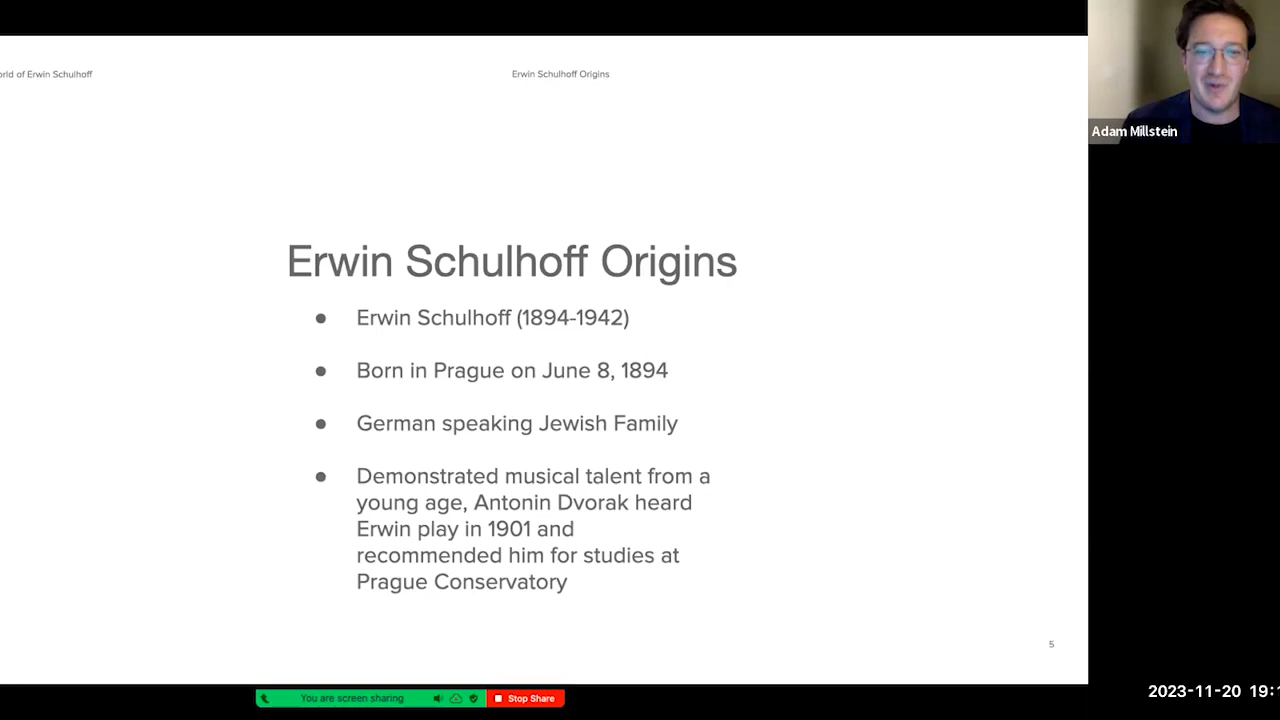 orld of Erwin Schulhoff
Erwin Schulhoff Origins
Adam Millstein
Erwin Schulhoff Origins
● Erwin Schulhoff (1894-1942)
● Born in Prague on June 8, 1894
● German speaking Jewish Family
● Demonstrated musical talent from a
young age, Antonin Dvorak heard
Erwin play in 1901 and
recommended him for studies at
Prague Conservatory
5
You are screen sharing
Stop Share
2023-11-20 19:1